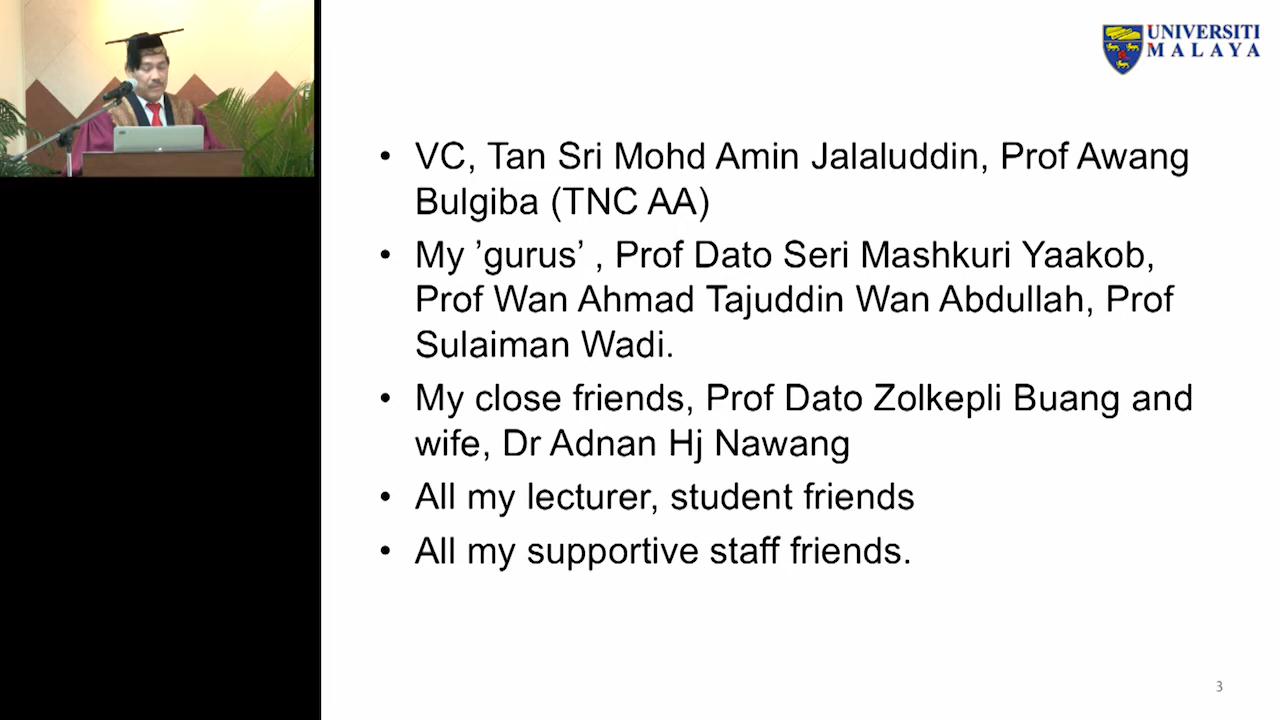 UNIVERSITI
MALAYA
• VC, Tan Sri Mohd Amin Jalaluddin, Prof Awang
Bulgiba (TNC AA)
• My ’gurus’ , Prof Dato Seri Mashkuri Yaakob,
Prof Wan Ahmad Tajuddin Wan Abdullah, Prof
Sulaiman Wadi.
• My close friends, Prof Dato Zolkepli Buang and
wife, Dr Adnan Hj Nawang
• All my lecturer, student friends
• All my supportive staff friends.
3